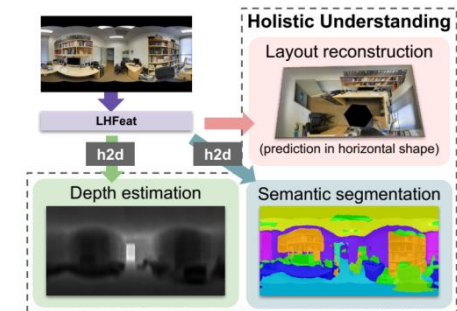 Holistic Understanding
Layout reconstruction
(prediction in horizontal shape)
LHFeat
h2d
h2d
Depth estimation
Semantic segmentation